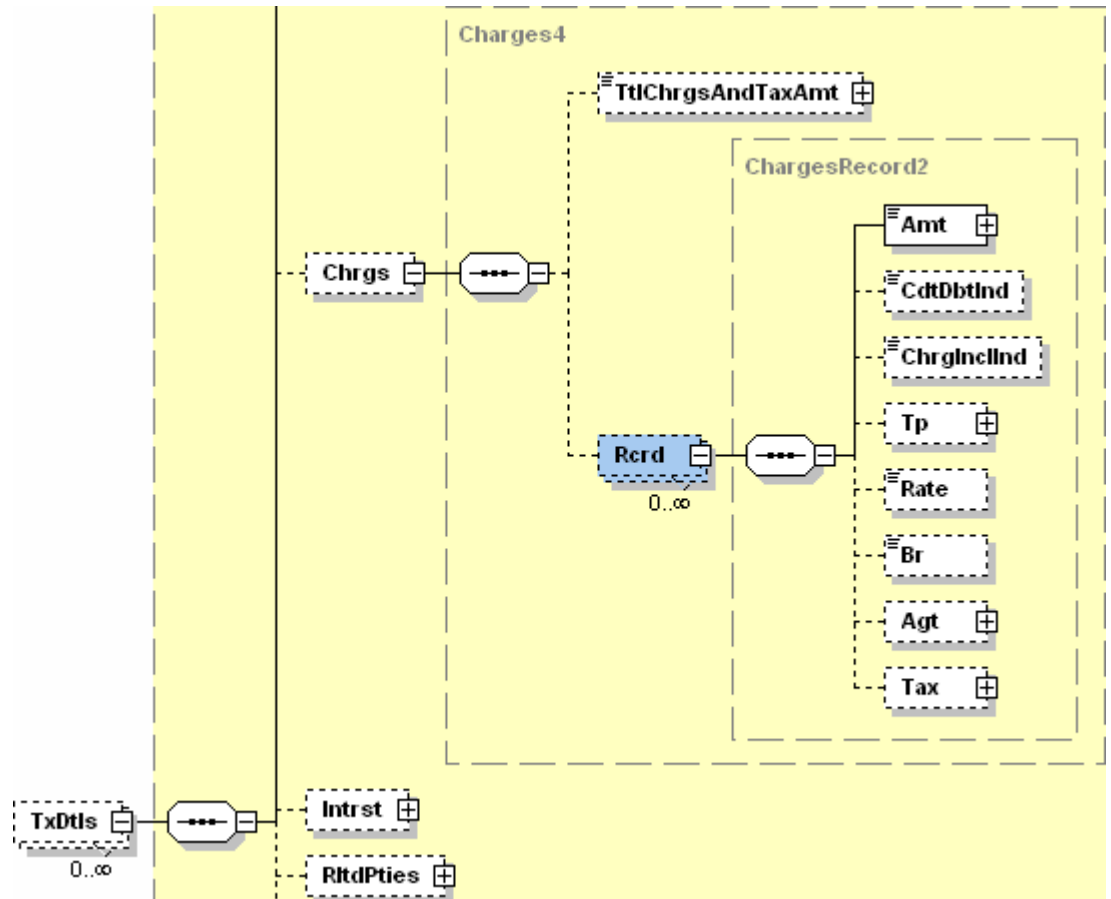 Charges4
TtlChrgsAndTaxAmt
ChargesRecord2
Amt
CdtDbtInd
Chrgs
ChrgInclInd
Tp
Rcrd
0..∞
Rate
Br
Agt
Tax
Intrst
TxDtls
0..∞
RltdPties